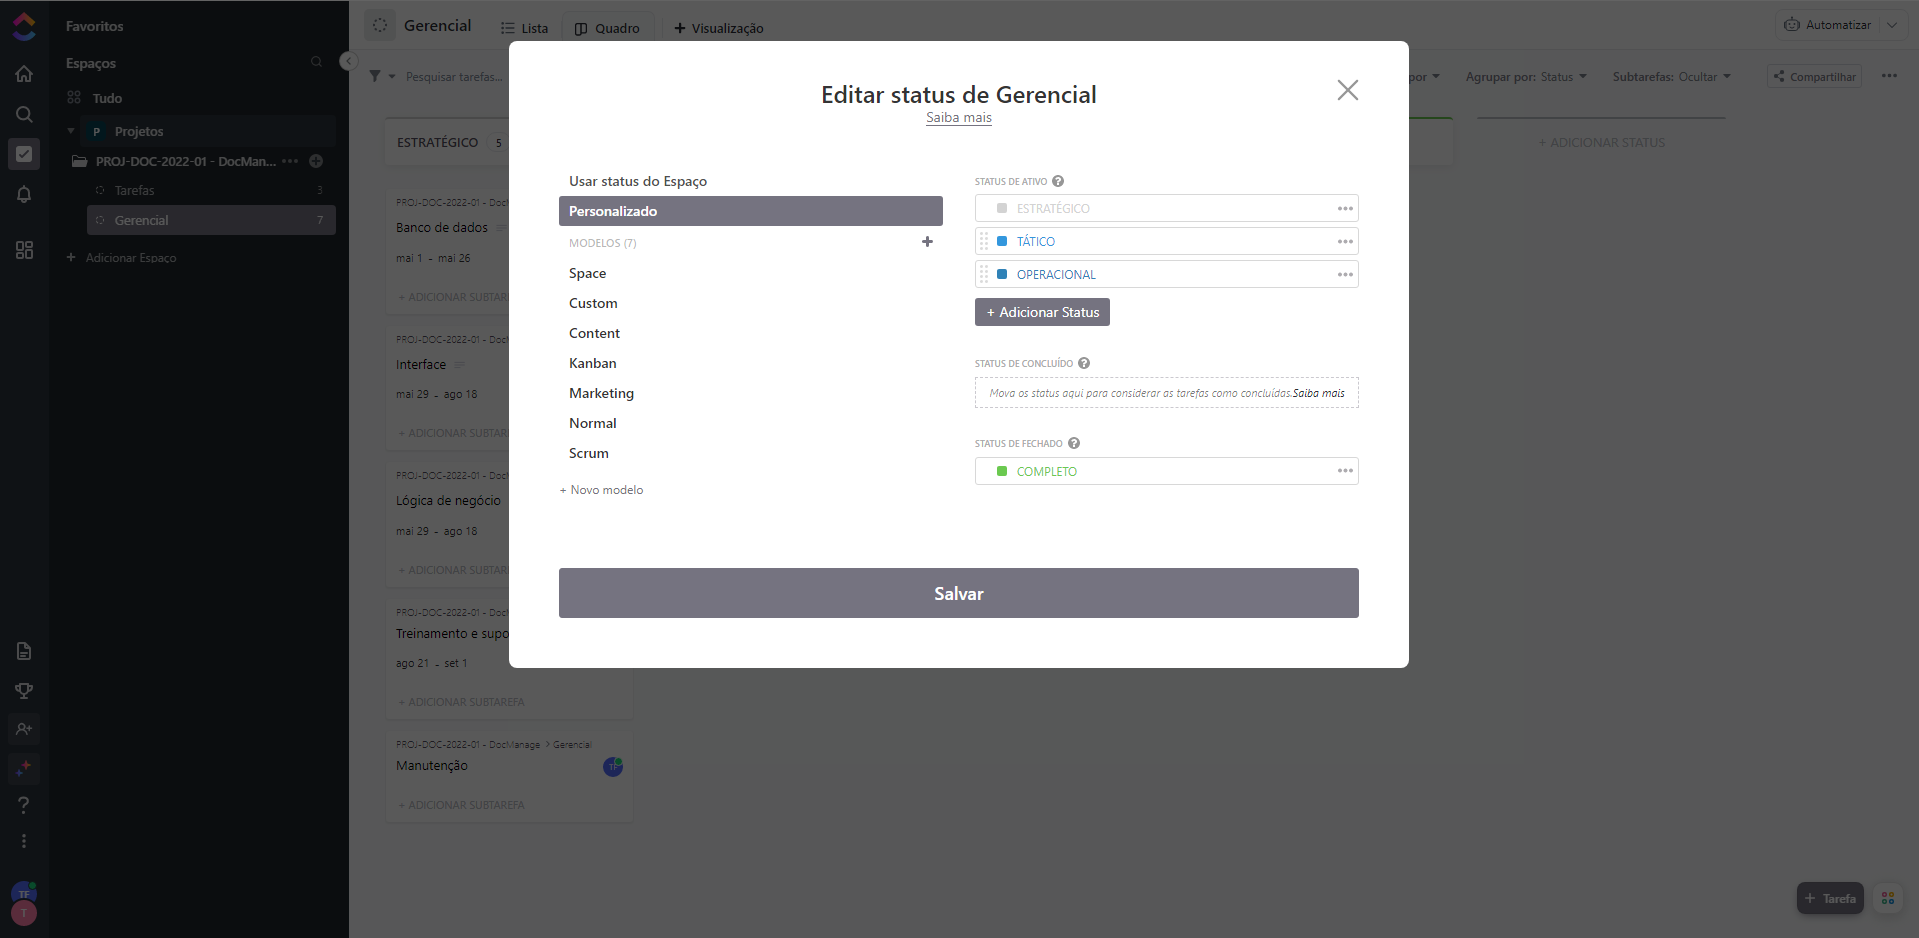 Favoritos
Espaços
Tudo
P Projetos
PROJ-DOC-2022-01 - DocMan...
Tarefas 3
Gerencial 7
+ Adicionar Espaço
TF
T
Gerencial
Lista
Quadro
+ Visualização
Automatizar
Pesquisar tarefas...
por
Agrupar por: Status
Subtarefas: Ocultar
Compartilhar
ESTRATÉGICO 5
+ ADICIONAR STATUS
PROJ-DOC-2022-01 - Doc
Banco de dados
mai 1 - mai 26
+ ADICIONAR SUBTAR
PROJ-DOC-2022-01 - Doc
Interface
mai 29 - ago 18
+ ADICIONAR SUBTAR
PROJ-DOC-2022-01 - Doc
Lógica de negócio
mai 29 - ago 18
+ ADICIONAR SUBTAR
PROJ-DOC-2022-01 - Doc
Treinamento e supo
ago 21 - set 1
+ ADICIONAR SUBTAREFA
PROJ-DOC-2022-01 - DocManage > Gerencial
Manutenção
TF
+ ADICIONAR SUBTAREFA
Editar status de Gerencial
Saiba mais
Usar status do Espaço
Personalizado
MODELOS (7)
Space
Custom
Content
Kanban
Marketing
Normal
Scrum
+ Novo modelo
STATUS DE ATIVO ?
ESTRATÉGICO
TÁTICO
OPERACIONAL
+ Adicionar Status
STATUS DE CONCLUÍDO ?
Mova os status aqui para considerar as tarefas como concluídas.Saiba mais
STATUS DE FECHADO ?
COMPLETO
Salvar
+ Tarefa